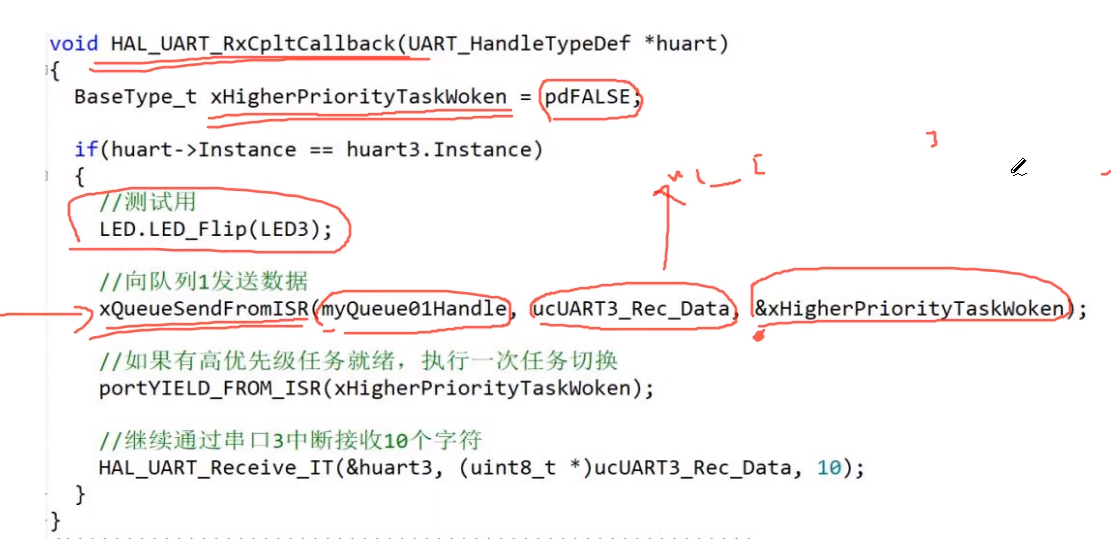 void HAL_UART_RxCpltCallback(UART_HandleTypeDef *huart)
{
BaseType_t xHigherPriorityTaskWoken = pdFALSE;
if(huart->Instance == huart3.Instance)
{
//测试用
LED.LED_Flip(LED3);
//向队列1发送数据
xQueueSendFromISR(myQueue01Handle, ucUART3_Rec_Data, &xHigherPriorityTaskWoken);
//如果有高优先级任务就绪，执行一次任务切换
portYIELD_FROM_ISR(xHigherPriorityTaskWoken);
//继续通过串口3中断接收10个字符
HAL_UART_Receive_IT(&huart3, (uint8_t *)ucUART3_Rec_Data, 10);
}
}